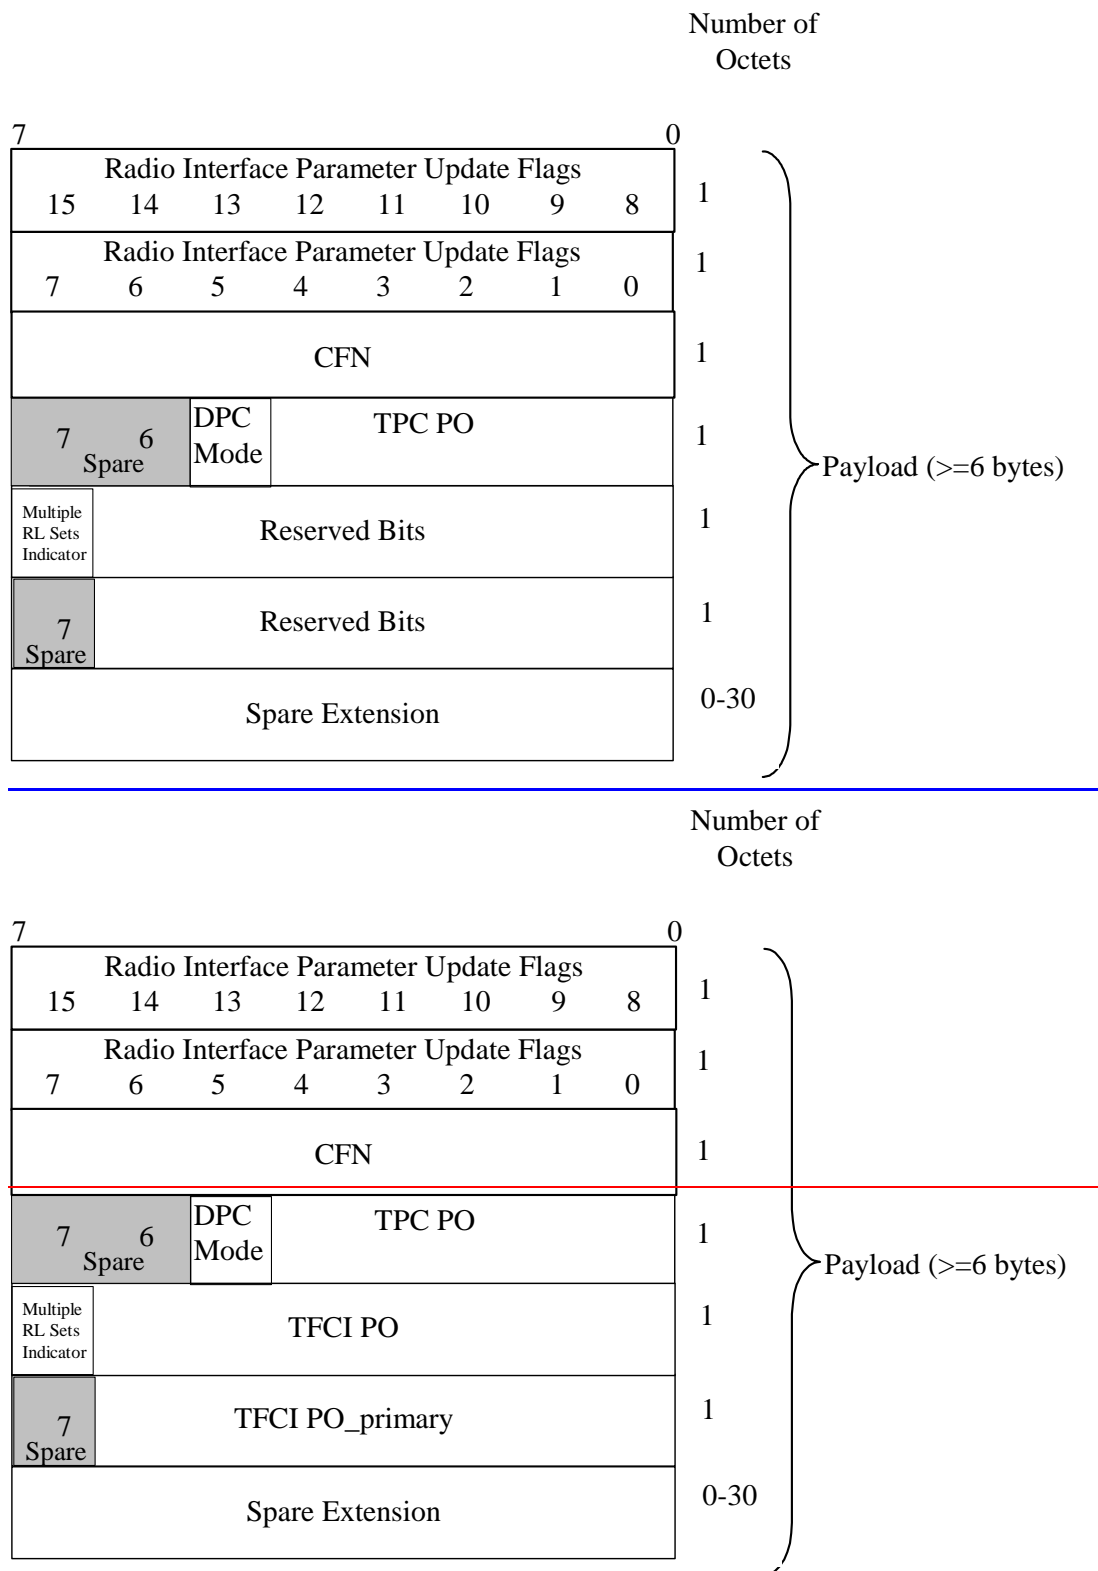 Number of
Octets
7 0
Radio Interface Parameter Update Flags
15 14 13 12 11 10 9 8
1
Radio Interface Parameter Update Flags
7 6 5 4 3 2 1 0
1
CFN
1
7 6
Spare
DPC
Mode
TPC PO
1
Payload (>=6 bytes)
Multiple
RL Sets
Indicator
Reserved Bits
1
7
Spare
Reserved Bits
1
Spare Extension
0-30
Number of
Octets
7 0
Radio Interface Parameter Update Flags
15 14 13 12 11 10 9 8
1
Radio Interface Parameter Update Flags
7 6 5 4 3 2 1 0
1
CFN
1
7 6
Spare
DPC
Mode
TPC PO
1
Payload (>=6 bytes)
Multiple
RL Sets
Indicator
TFCI PO
1
7
Spare
TFCI PO_primary
1
Spare Extension
0-30